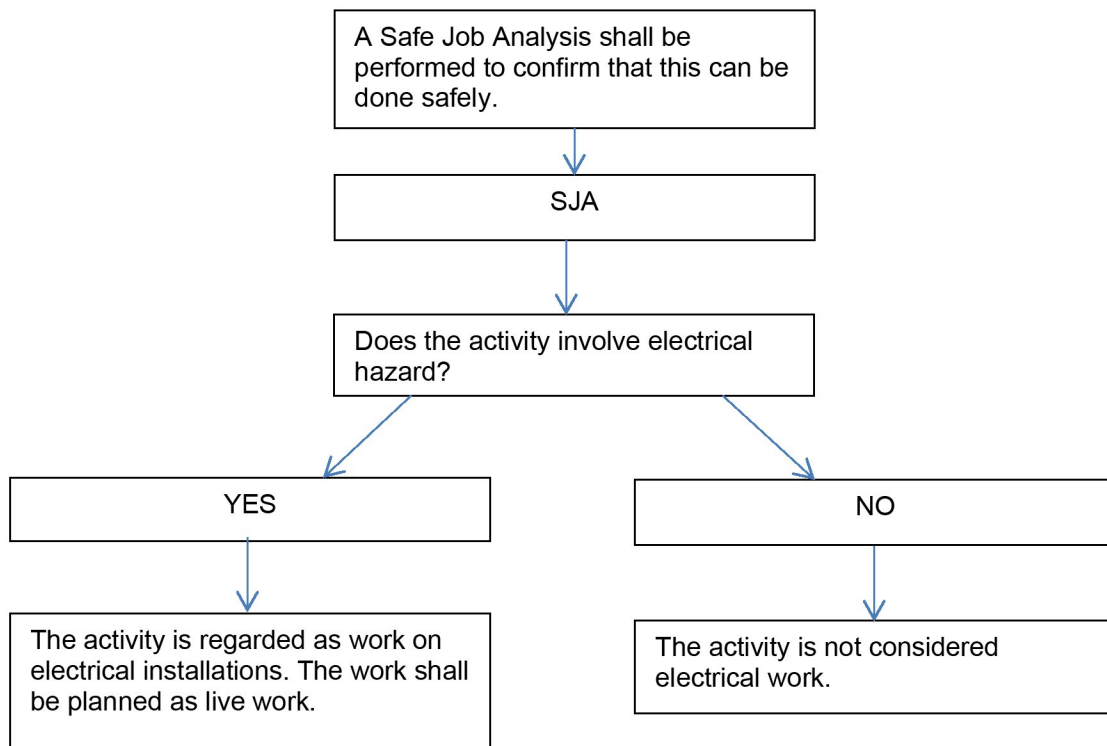 A Safe Job Analysis shall be
performed to confirm that this can be
done safely.
SJA
Does the activity involve electrical
hazard?
YES
NO
The activity is regarded as work on
electrical installations. The work shall
be planned as live work.
The activity is not considered
electrical work.